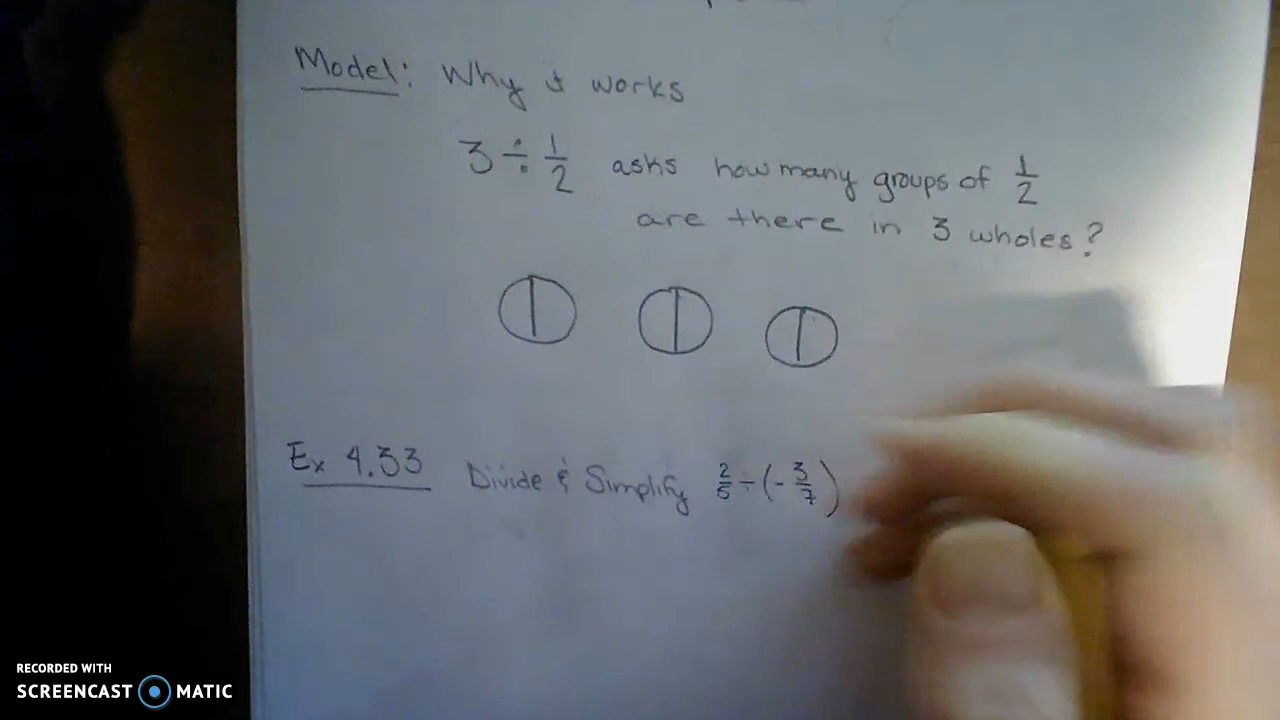 Model: Why it works
3 ÷ 1/2 asks how many groups of 1/2
are there in 3 wholes?
Ex 4.33 Divide & Simplify 2/5 ÷ (-3/7)
RECORDED WITH
SCREENCAST MATIC